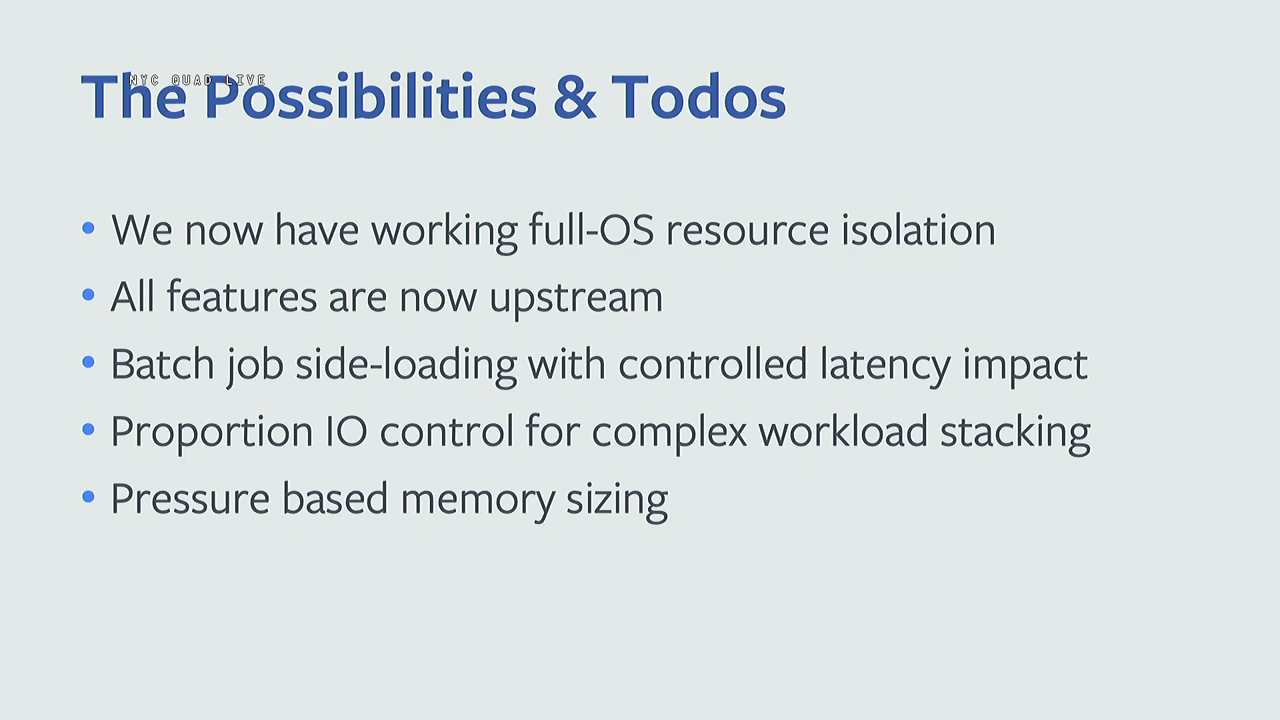 NYC QUAD LIVE
The Possibilities & Todos
• We now have working full-OS resource isolation
• All features are now upstream
• Batch job side-loading with controlled latency impact
• Proportion IO control for complex workload stacking
• Pressure based memory sizing